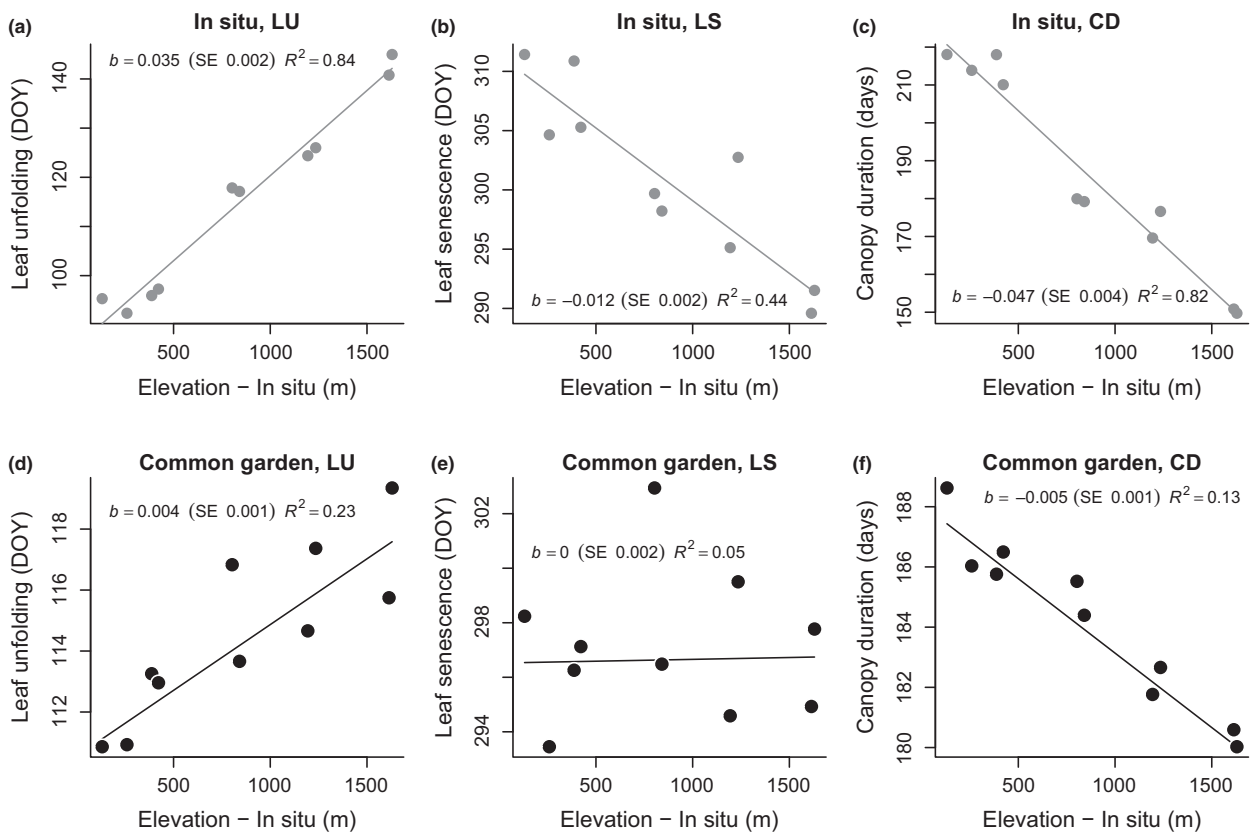 (a) In situ, LU
b = 0.035 (SE 0.002) R² = 0.84
Leaf unfolding (DOY)
100 120 140
500 1000 1500
Elevation − In situ (m)
(b) In situ, LS
b = −0.012 (SE 0.002) R² = 0.44
Leaf senescence (DOY)
290 295 300 305 310
500 1000 1500
Elevation − In situ (m)
(c) In situ, CD
b = −0.047 (SE 0.004) R² = 0.82
Canopy duration (days)
150 170 190 210
500 1000 1500
Elevation − In situ (m)
(d) Common garden, LU
b = 0.004 (SE 0.001) R² = 0.23
Leaf unfolding (DOY)
112 114 116 118
500 1000 1500
Elevation − In situ (m)
(e) Common garden, LS
b = 0 (SE 0.002) R² = 0.05
Leaf senescence (DOY)
294 298 302
500 1000 1500
Elevation − In situ (m)
(f) Common garden, CD
b = −0.005 (SE 0.001) R² = 0.13
Canopy duration (days)
180 182 184 186 188
500 1000 1500
Elevation − In situ (m)